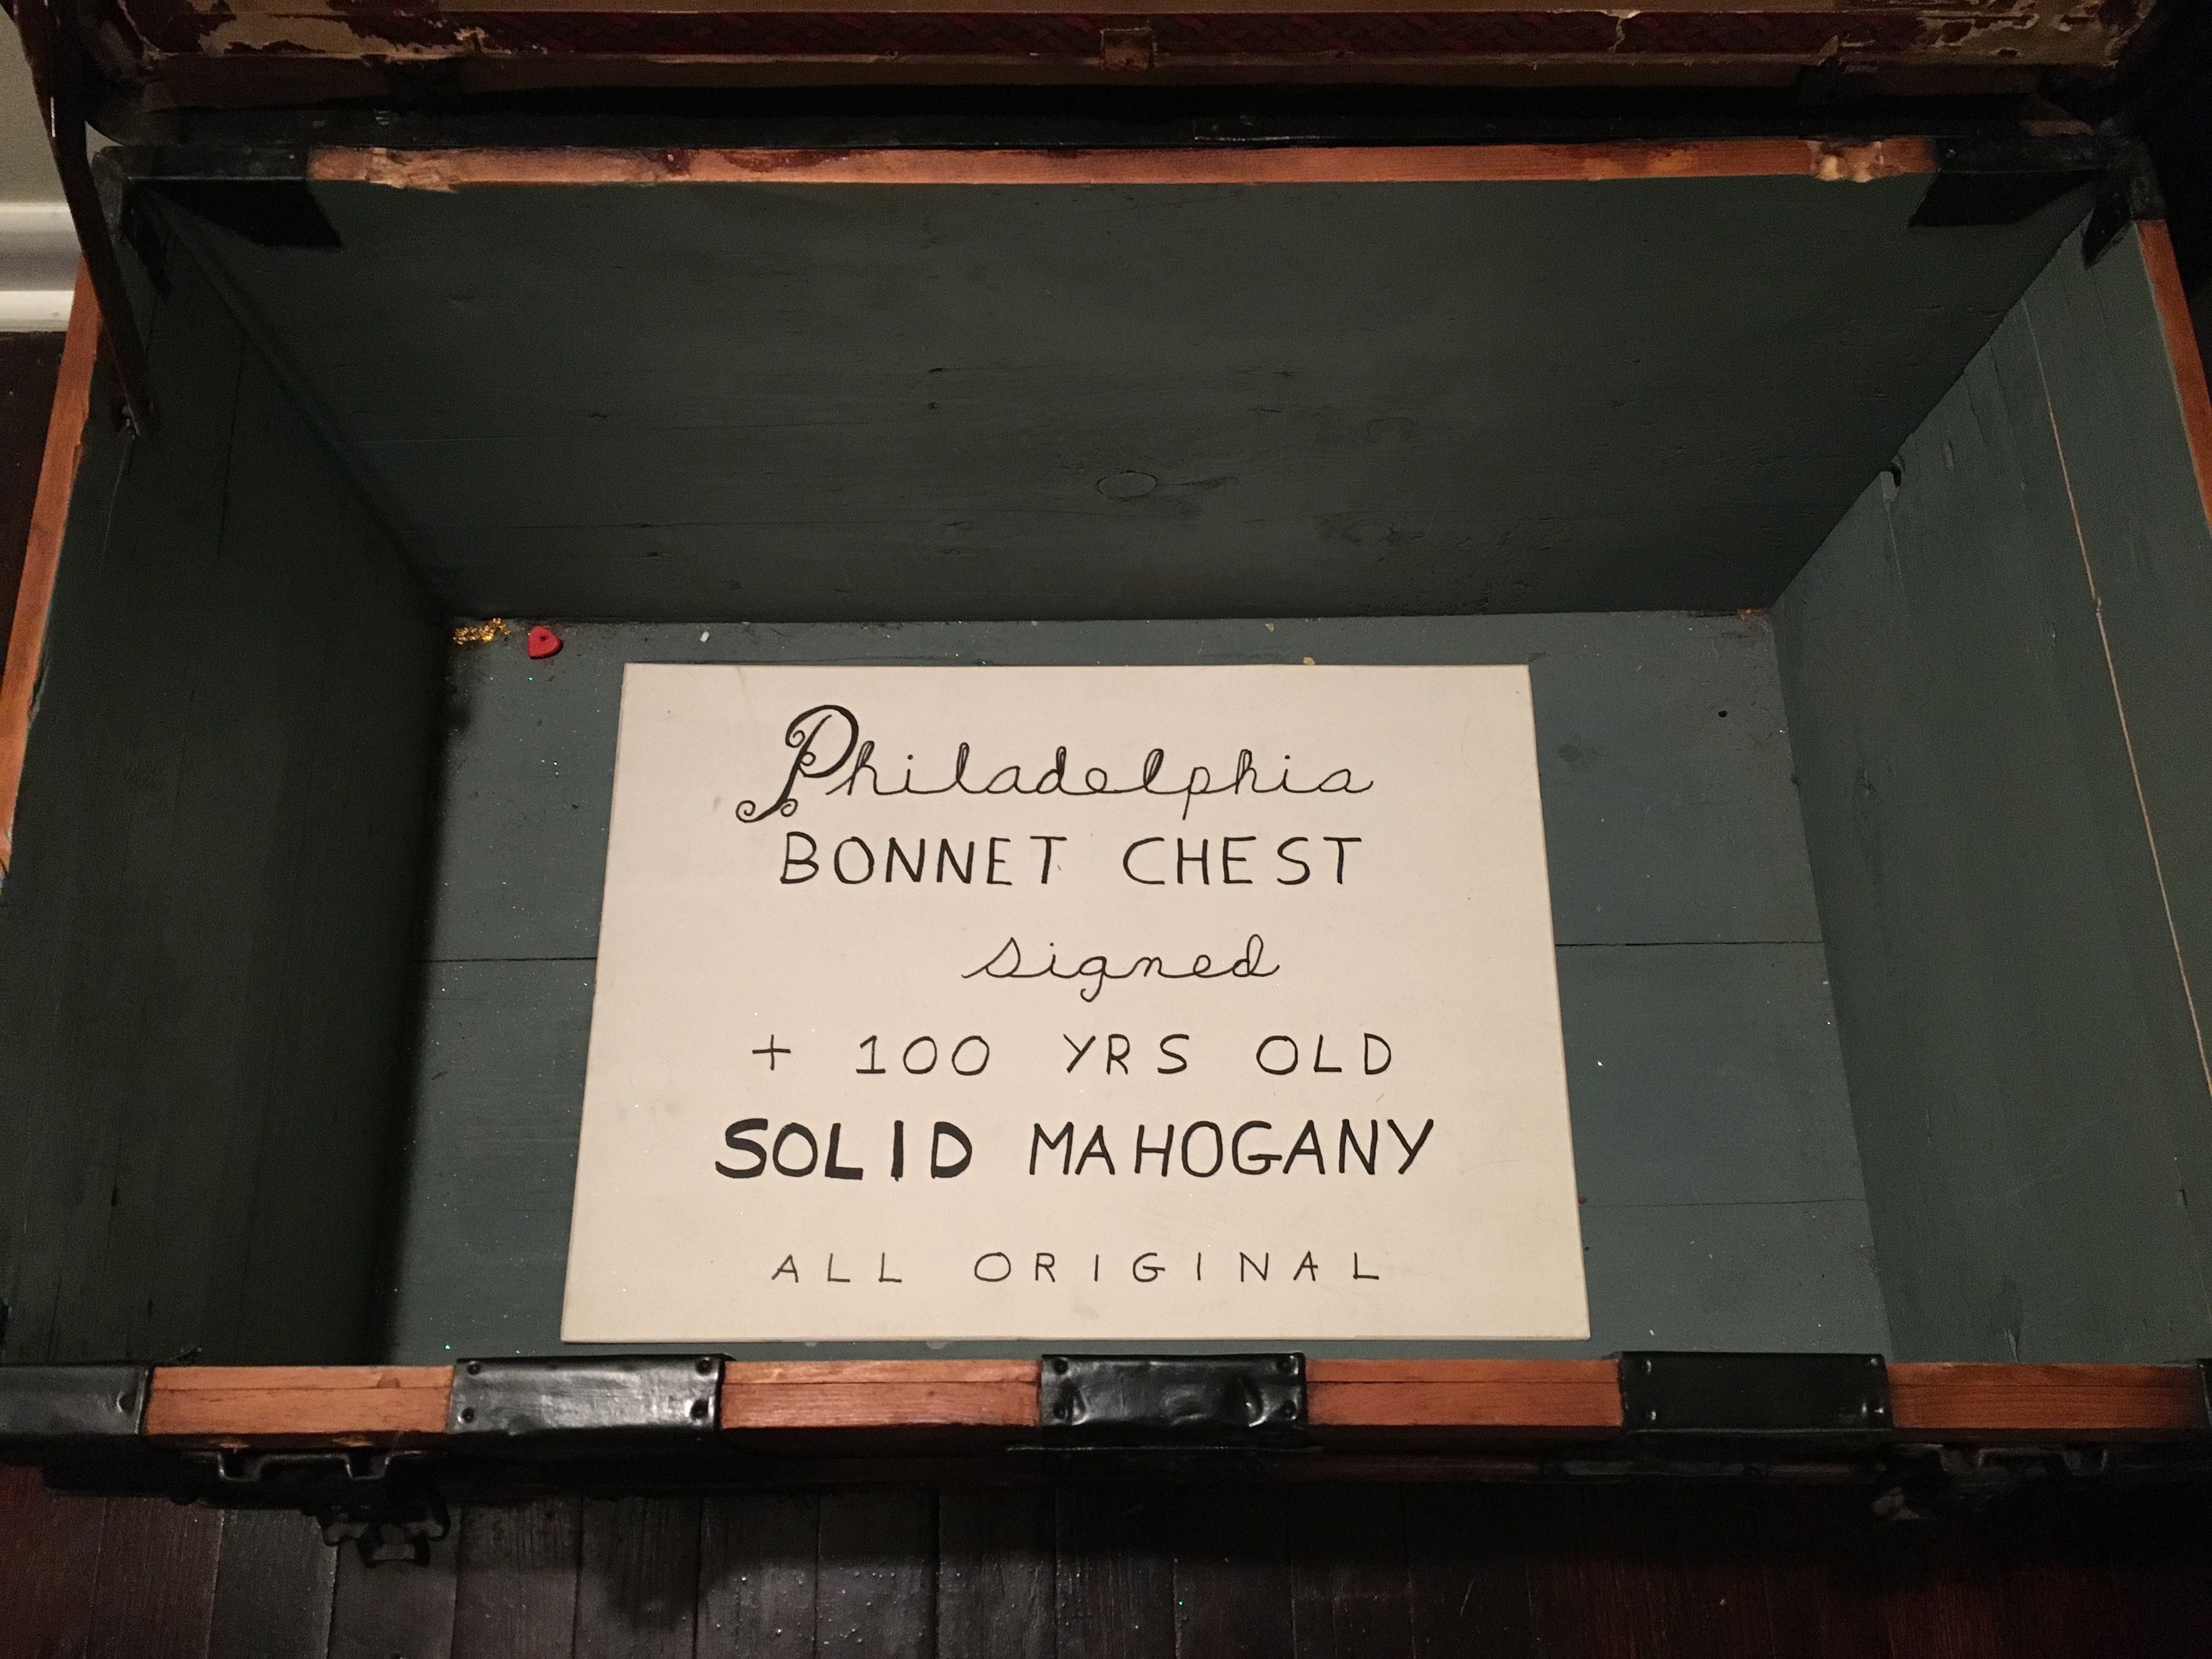 Philadelphia
BONNET CHEST
signed
+ 100 YRS OLD
SOLID MAHOGANY
ALL ORIGINAL